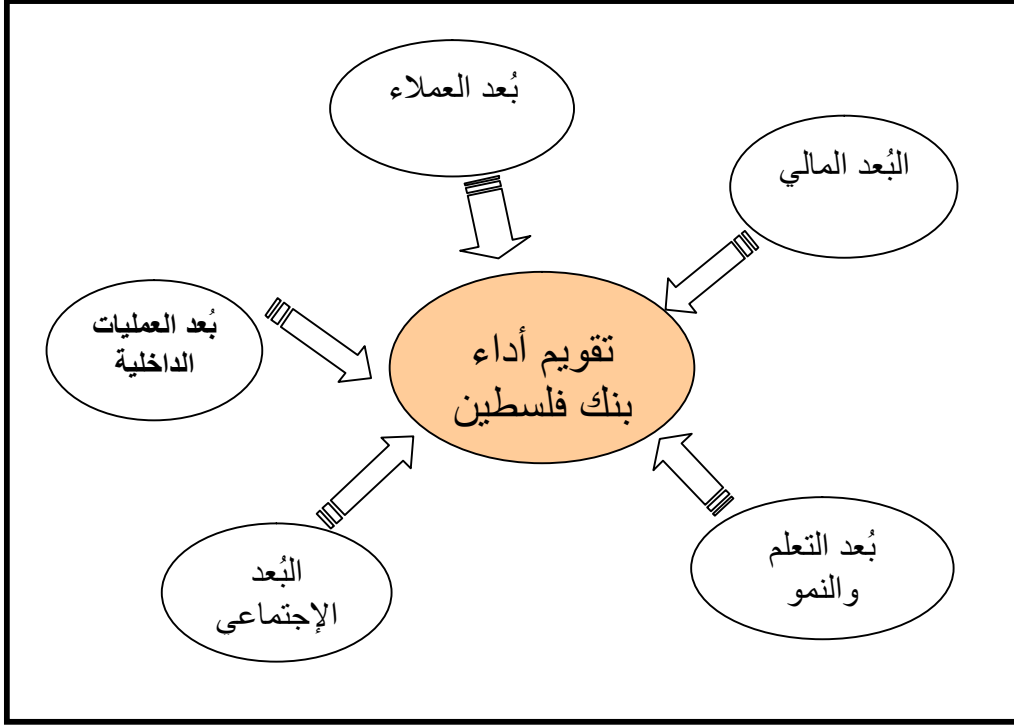 بُعد العملاء
البُعد المالي
بُعد العمليات
الداخلية
تقويم أداء
بنك فلسطين
بُعد التعلم
والنمو
البُعد
الإجتماعي